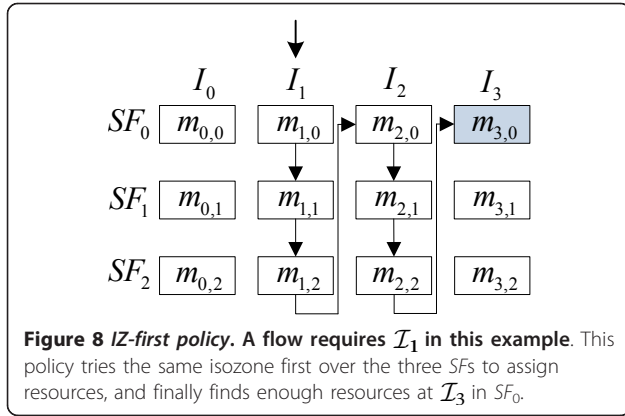 I₀ I₁ I₂ I₃
SF₀ m₀,₀ m₁,₀ m₂,₀ m₃,₀
SF₁ m₀,₁ m₁,₁ m₂,₁ m₃,₁
SF₂ m₀,₂ m₁,₂ m₂,₂ m₃,₂
Figure 8 IZ-first policy. A flow requires ℐ₁ in this example. This
policy tries the same isozone first over the three SFs to assign
resources, and finally finds enough resources at ℐ₃ in SF₀.